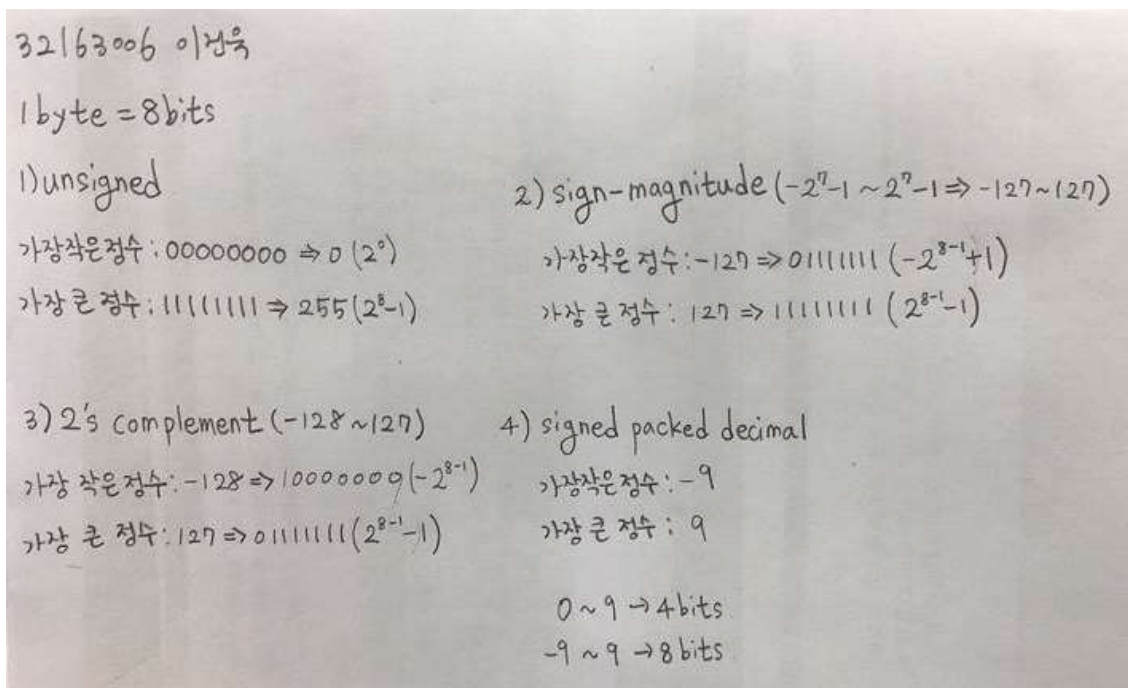 32163006 이건욱
1byte = 8bits
1) unsigned
가장작은정수 : 00000000 ⇒ 0 (2⁰)
가장 큰 정수 : 11111111 ⇒ 255 (2⁸-1)
2) sign-magnitude (-2⁷-1 ~ 2⁷-1 ⇒ -127~127)
가장작은 정수 : -127 ⇒ 01111111 (-2⁸⁻¹+1)
가장 큰 정수 : 127 ⇒ 11111111 (2⁸⁻¹-1)
3) 2's complement (-128 ~ 127)
가장 작은 정수 : -128 ⇒ 10000000 (-2⁸⁻¹)
가장 큰 정수 : 127 ⇒ 01111111 (2⁸⁻¹-1)
4) signed packed decimal
가장작은정수 : -9
가장 큰 정수 : 9
0 ~ 9 → 4bits
-9 ~ 9 → 8bits